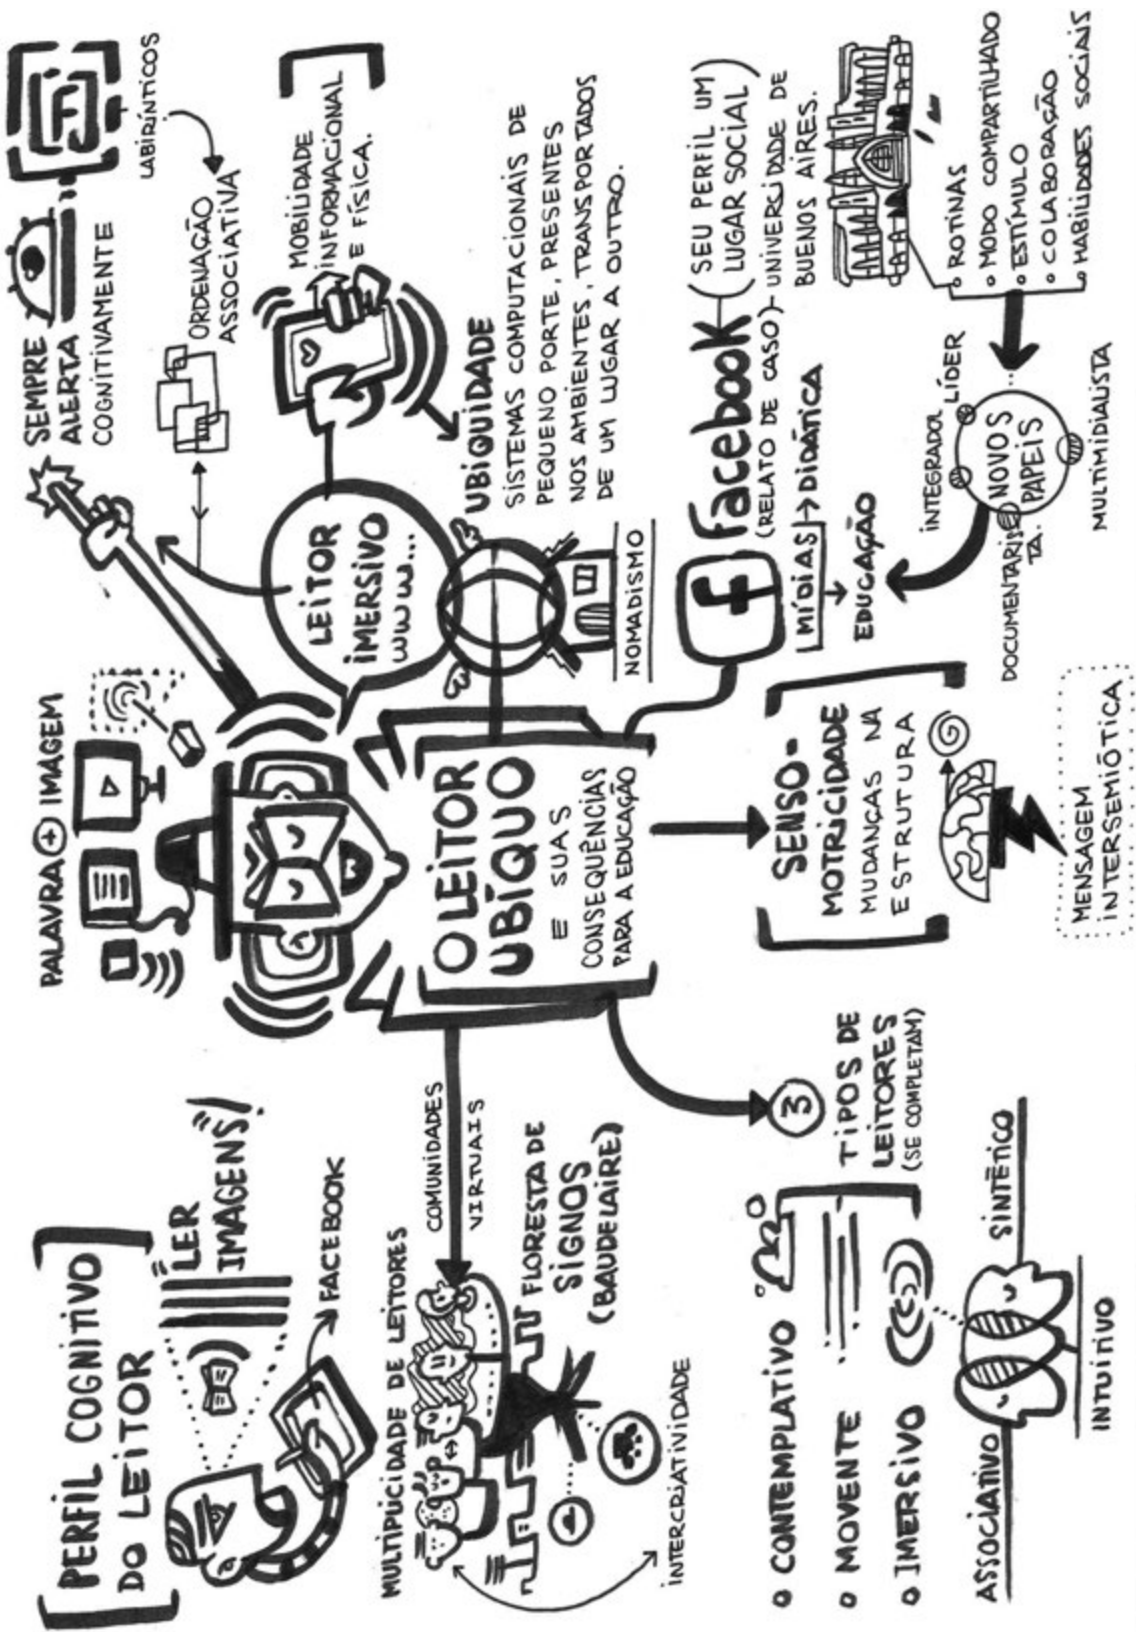 [PERFIL COGNITIVO
DO LEITOR]
"LER
IMAGENS"
FACEBOOK
PALAVRA + IMAGEM
SEMPRE
ALERTA
COGNITIVAMENTE
LABIRÍNTICOS
ORDENAÇÃO
ASSOCIATIVA
LEITOR
IMERSIVO
WWW...
MOBILIDADE
INFORMACIONAL
E FÍSICA.
UBIQUIDADE
SISTEMAS COMPUTACIONAIS DE
PEQUENO PORTE, PRESENTES
NOS AMBIENTES, TRANSPORTADOS
DE UM LUGAR A OUTRO.
NOMADISMO
O LEITOR
UBÍQUO
E SUAS
CONSEQUÊNCIAS
PARA A EDUCAÇÃO
COMUNIDADES
VIRTUAIS
MULTIPLICIDADE DE LEITORES
FLORESTA DE
SIGNOS
(BAUDELAIRE)
INTERCRIATIVIDADE
f facebook
(SEU PERFIL UM
LUGAR SOCIAL)
(RELATO DE CASO) - UNIVERSIDADE DE
BUENOS AIRES.
MÍDIAS → DIDÁTICA
EDUCAÇÃO
o ROTINAS
o MODO COMPARTILHADO
o ESTÍMULO
o COLABORAÇÃO
o HABILIDADES SOCIAIS
INTEGRADOR
LÍDER
NOVOS
PAPEIS
DOCUMENTARIS
TA.
MULTIMIDIALISTA
SENSO-
MOTRICIDADE
MUDANÇAS NA
ESTRUTURA
MENSAGEM
INTERSEMIÓTICA
3
TIPOS DE
LEITORES
(SE COMPLETAM)
o CONTEMPLATIVO
o MOVENTE
o IMERSIVO
ASSOCIATIVO
SINTÉTICO
INTUITIVO